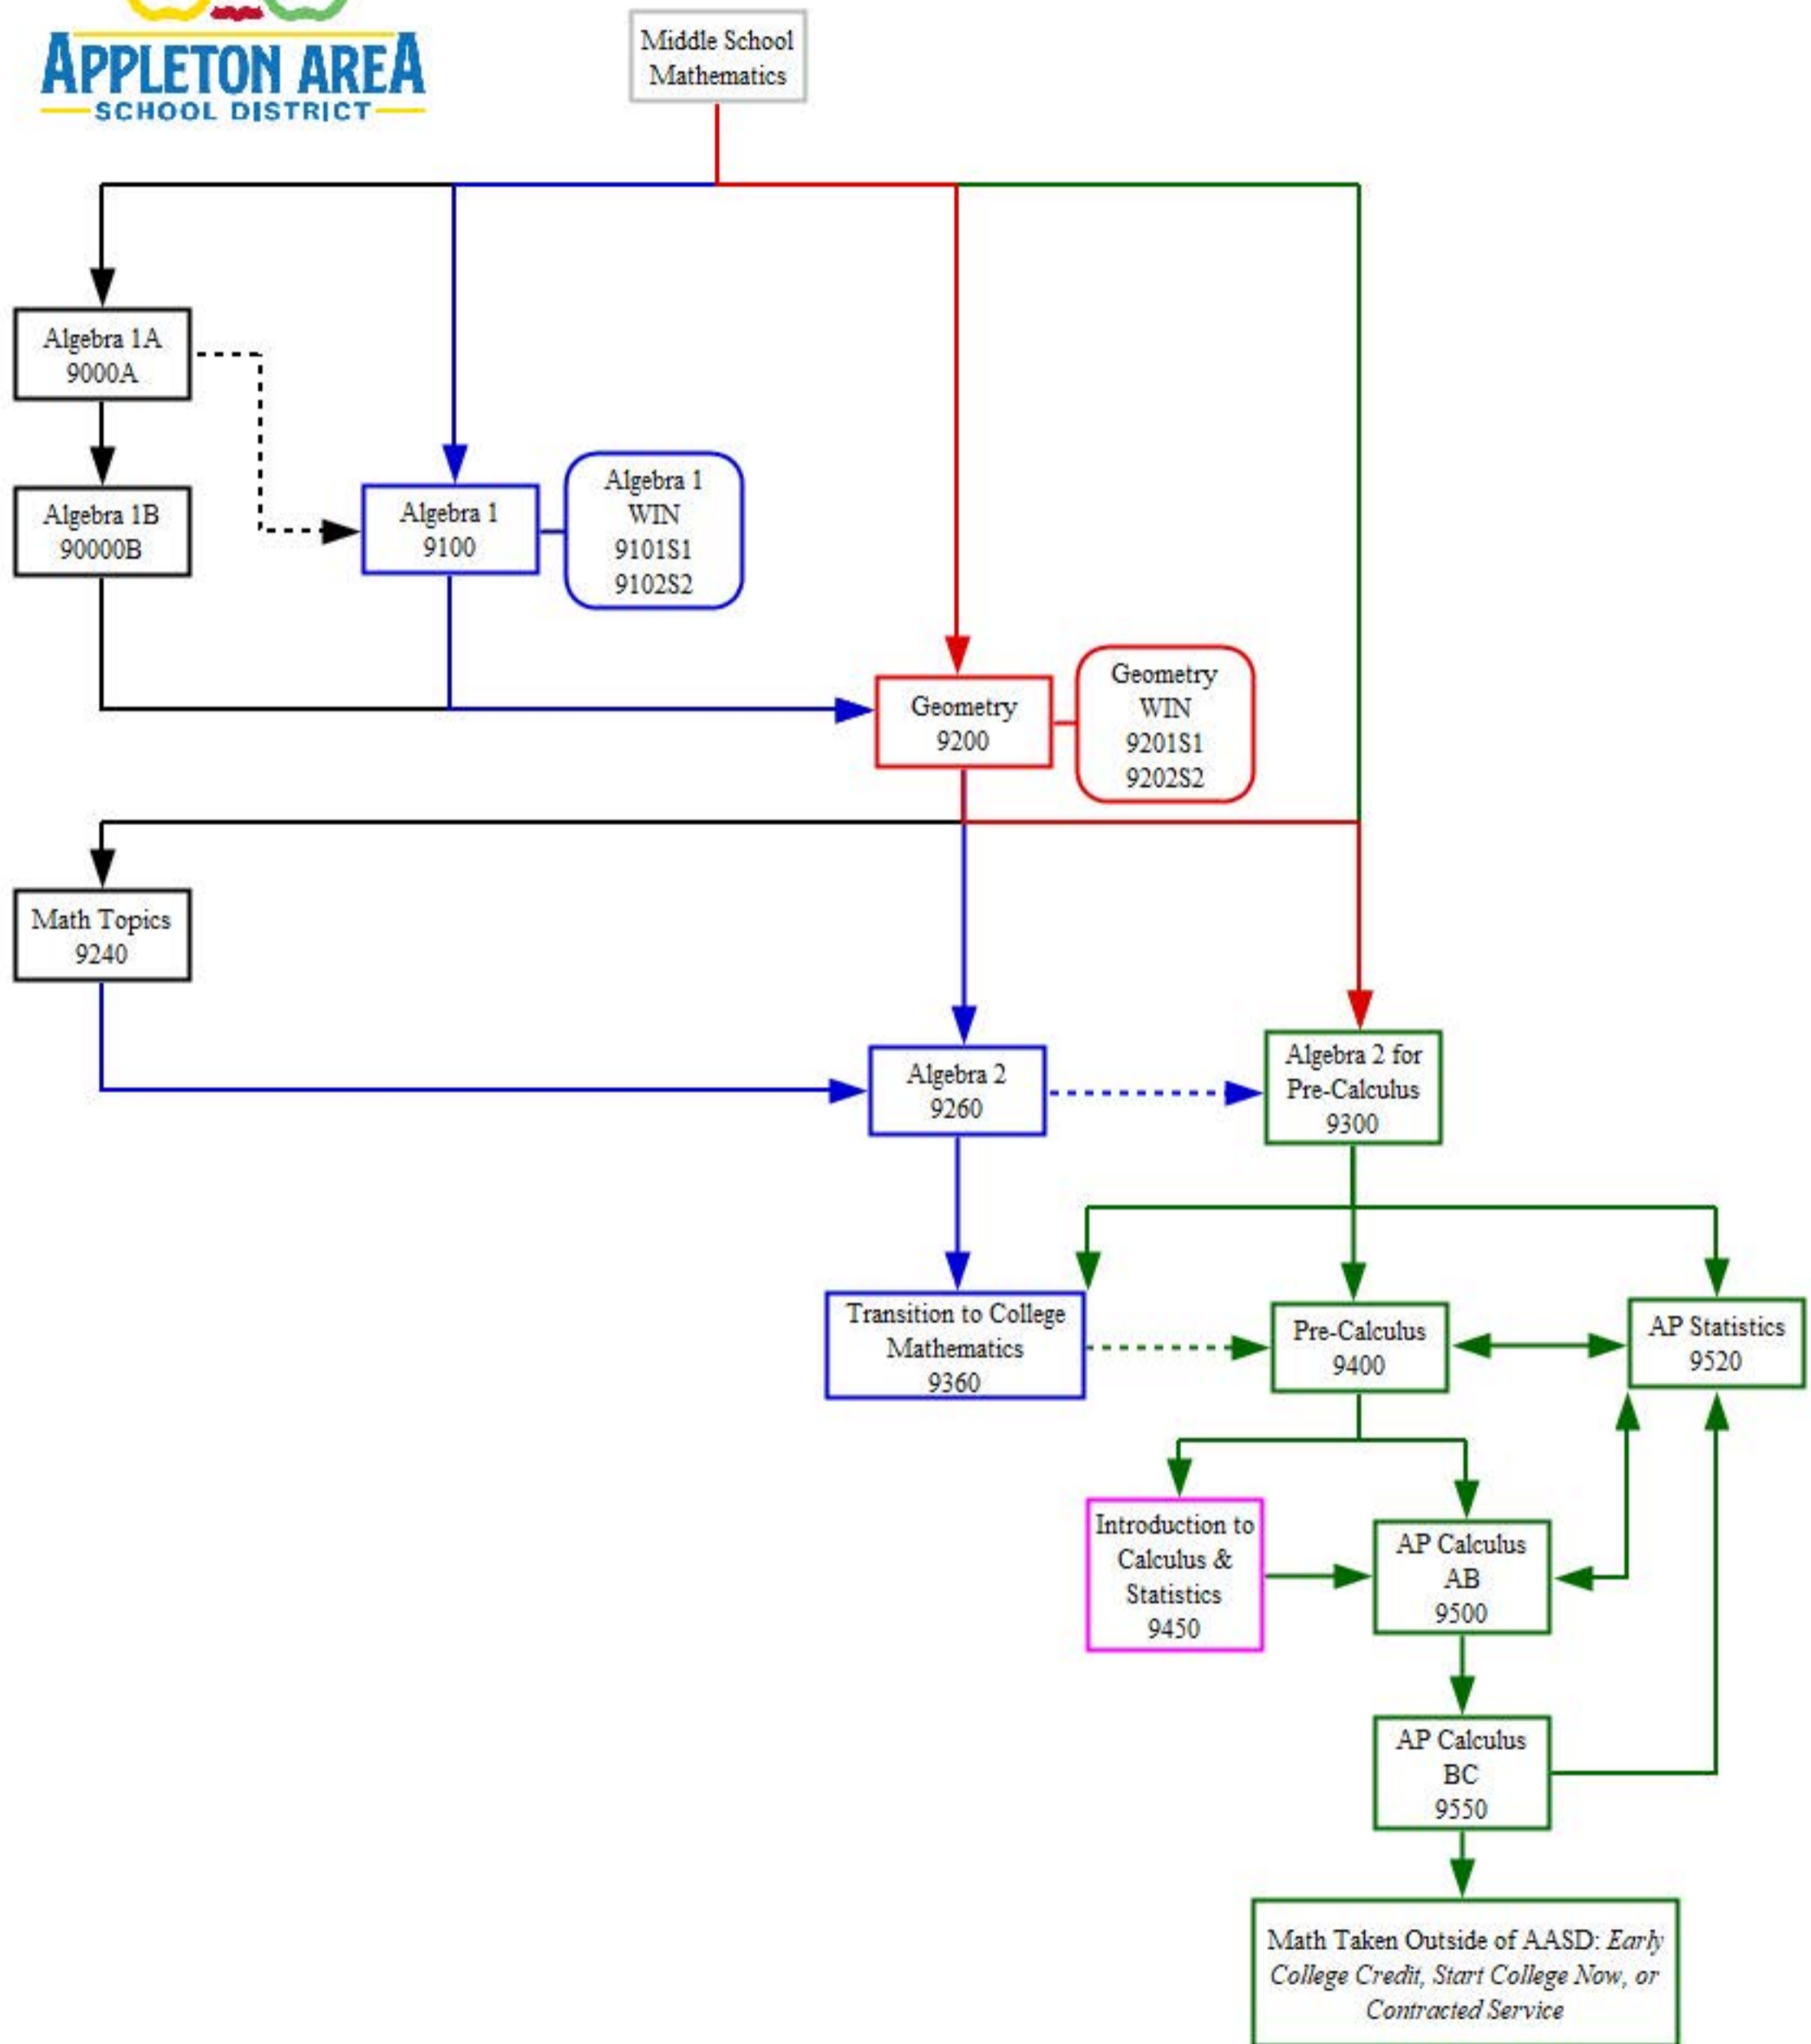 APPLETON AREA
SCHOOL DISTRICT
Middle School
Mathematics
Algebra 1A
9000A
Algebra 1B
90000B
Algebra 1
9100
Algebra 1
WIN
9101S1
9102S2
Geometry
9200
Geometry
WIN
9201S1
9202S2
Math Topics
9240
Algebra 2
9260
Algebra 2 for
Pre-Calculus
9300
Transition to College
Mathematics
9360
Pre-Calculus
9400
AP Statistics
9520
Introduction to
Calculus &
Statistics
9450
AP Calculus
AB
9500
AP Calculus
BC
9550
Math Taken Outside of AASD: Early
College Credit, Start College Now, or
Contracted Service